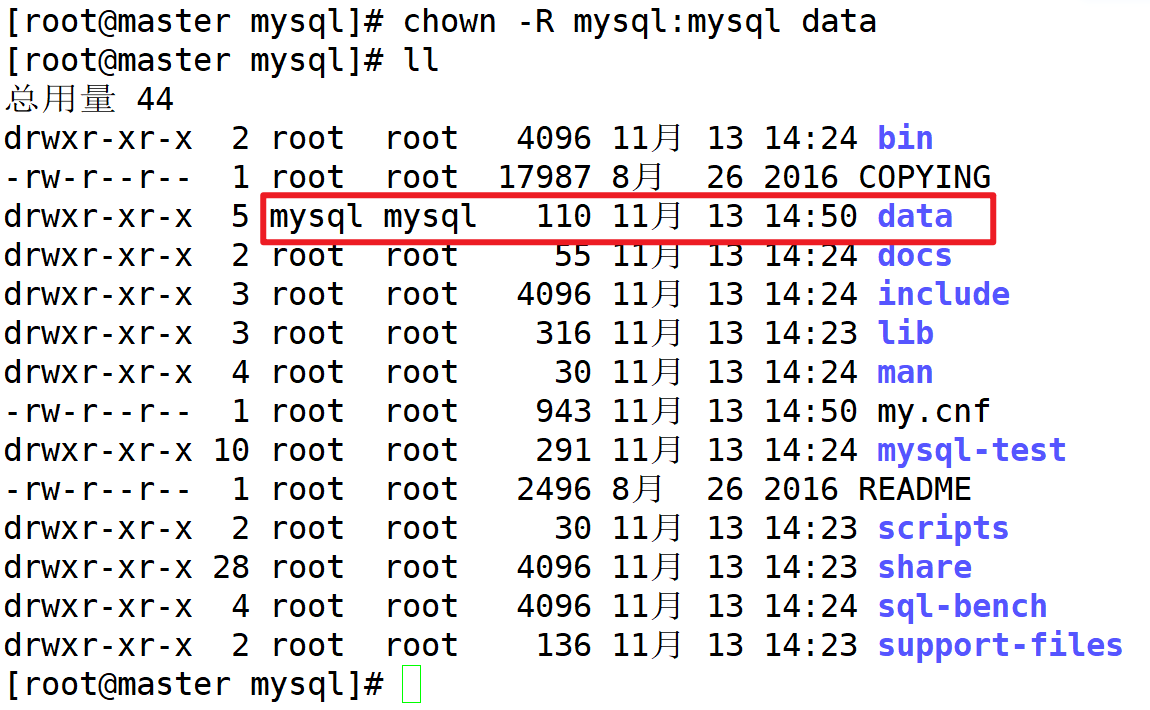 [root@master mysql]# chown -R mysql:mysql data
[root@master mysql]# ll
总用量 44
drwxr-xr-x  2 root  root   4096 11月 13 14:24 bin
-rw-r--r--  1 root  root  17987 8月  26 2016 COPYING
drwxr-xr-x  5 mysql mysql   110 11月 13 14:50 data
drwxr-xr-x  2 root  root     55 11月 13 14:24 docs
drwxr-xr-x  3 root  root   4096 11月 13 14:24 include
drwxr-xr-x  3 root  root    316 11月 13 14:23 lib
drwxr-xr-x  4 root  root     30 11月 13 14:24 man
-rw-r--r--  1 root  root    943 11月 13 14:50 my.cnf
drwxr-xr-x 10 root  root    291 11月 13 14:24 mysql-test
-rw-r--r--  1 root  root   2496 8月  26 2016 README
drwxr-xr-x  2 root  root     30 11月 13 14:23 scripts
drwxr-xr-x 28 root  root   4096 11月 13 14:23 share
drwxr-xr-x  4 root  root   4096 11月 13 14:24 sql-bench
drwxr-xr-x  2 root  root    136 11月 13 14:23 support-files
[root@master mysql]#